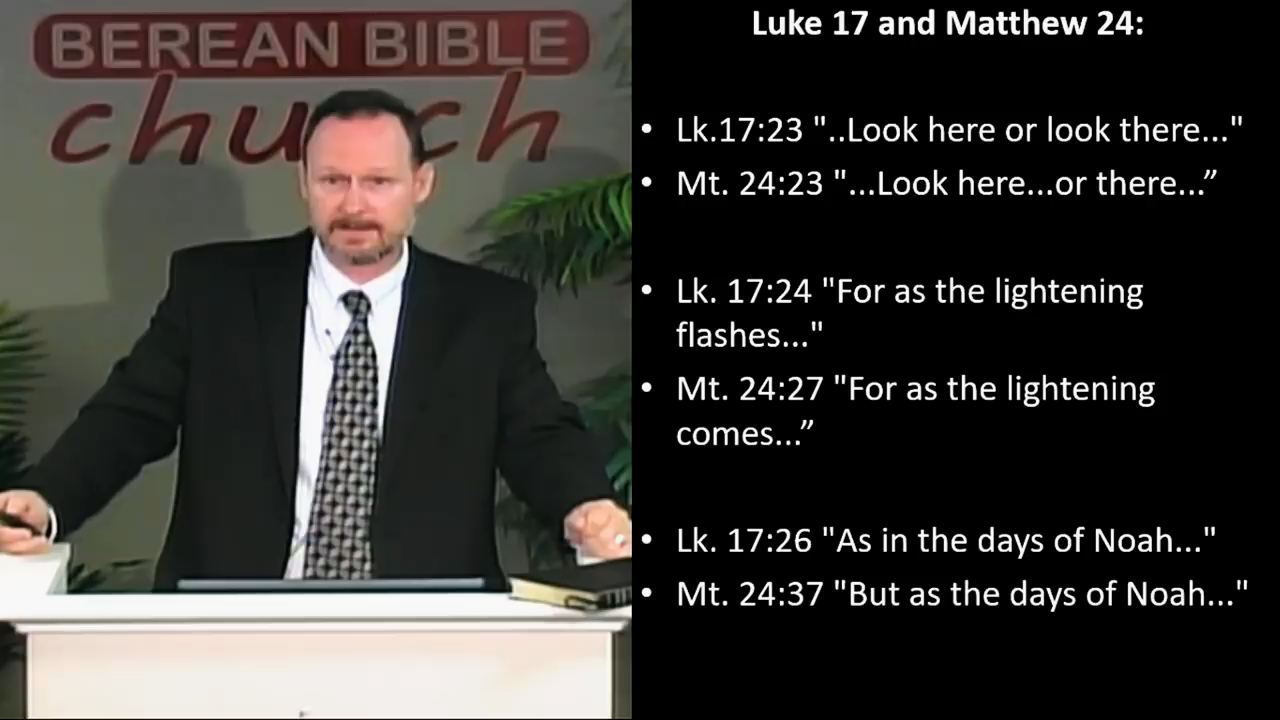 BEREAN BIBLE
church
Luke 17 and Matthew 24:
• Lk.17:23 "..Look here or look there..."
• Mt. 24:23 "...Look here...or there...”
• Lk. 17:24 "For as the lightening
flashes..."
• Mt. 24:27 "For as the lightening
comes...”
• Lk. 17:26 "As in the days of Noah..."
• Mt. 24:37 "But as the days of Noah..."